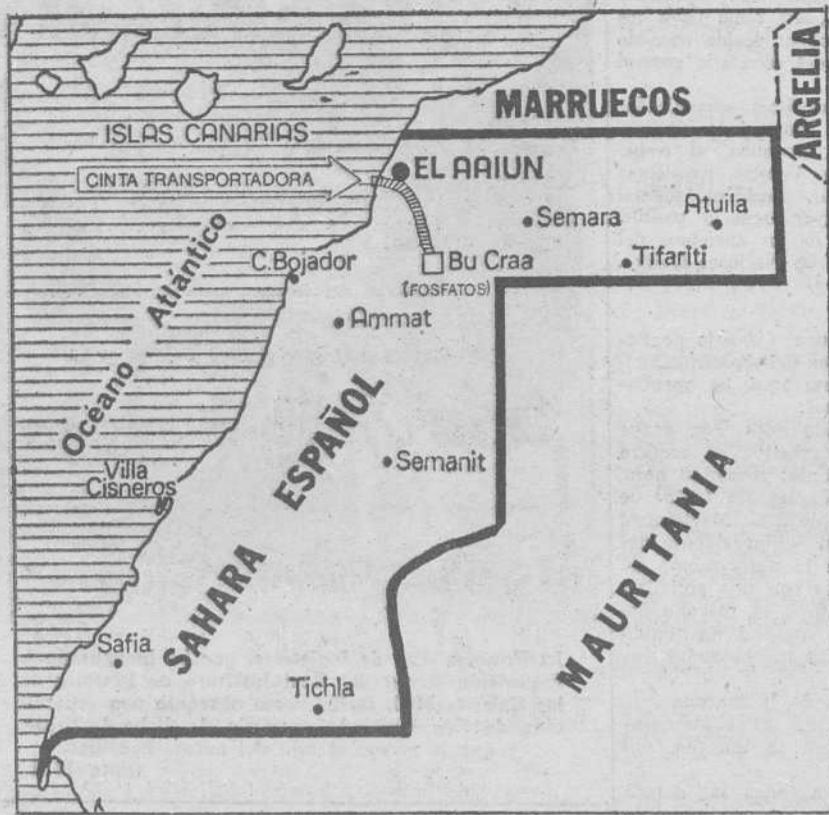 ISLAS CANARIAS
MARRUECOS
ARGELIA
CINTA TRANSPORTADORA
EL AAIUN
Semara
Atuila
C.Bojador
Bu Craa
(FOSFATOS)
Tifariti
Ammat
Océano Atlántico
Semanit
Villa
Cisneros
SAHARA ESPAÑOL
MAURITANIA
Safia
Tichla